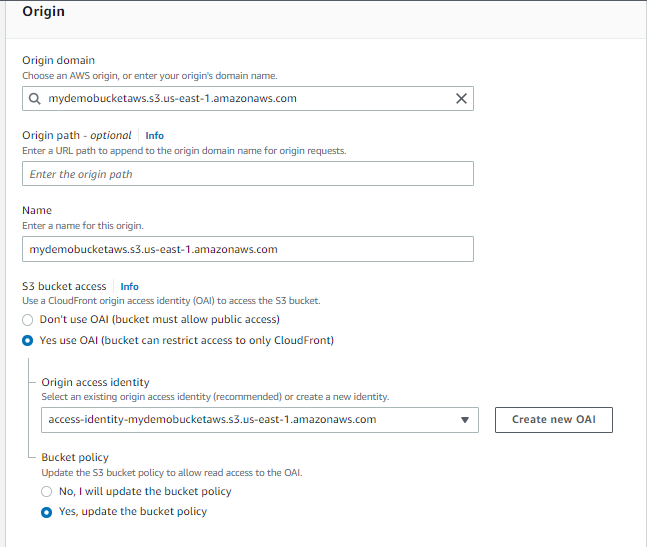 Origin
Origin domain
Choose an AWS origin, or enter your origin's domain name.
mydemobucketaws.s3.us-east-1.amazonaws.com
Origin path - optional Info
Enter a URL path to append to the origin domain name for origin requests.
Enter the origin path
Name
Enter a name for this origin.
mydemobucketaws.s3.us-east-1.amazonaws.com
S3 bucket access Info
Use a CloudFront origin access identity (OAI) to access the S3 bucket.
Don't use OAI (bucket must allow public access)
Yes use OAI (bucket can restrict access to only CloudFront)
Origin access identity
Select an existing origin access identity (recommended) or create a new identity.
access-identity-mydemobucketaws.s3.us-east-1.amazonaws.com
Create new OAI
Bucket policy
Update the S3 bucket policy to allow read access to the OAI.
No, I will update the bucket policy
Yes, update the bucket policy